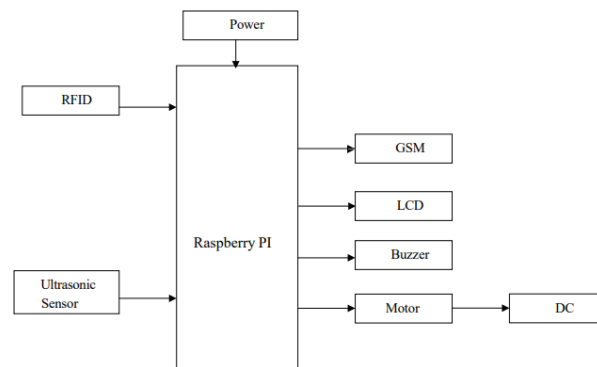 Power
RFID
GSM
LCD
Raspberry PI
Buzzer
Ultrasonic
Sensor
Motor
DC